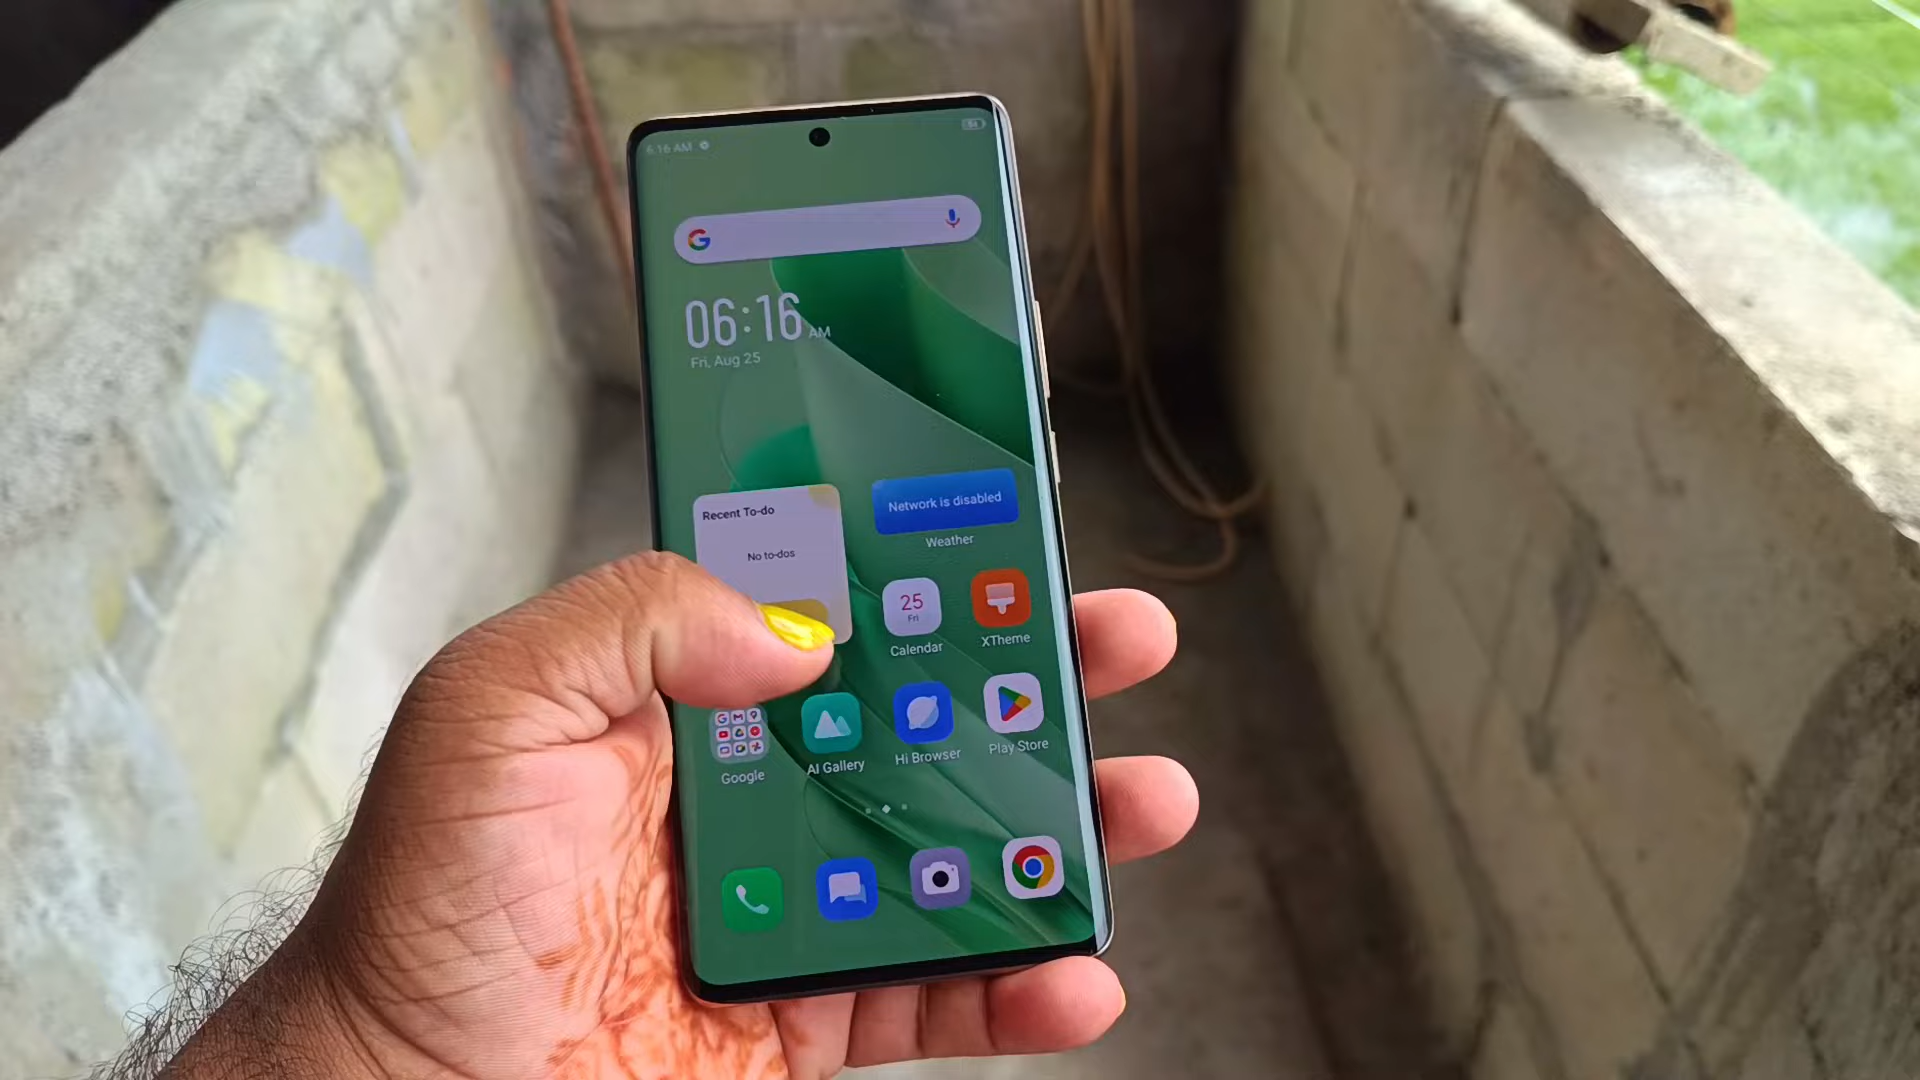 6:16 AM
54
06:16 AM
Fri, Aug 25
Recent To-do
No to-dos
Network is disabled
Weather
25
Fri
Calendar
XTheme
Google
AI Gallery
Hi Browser
Play Store